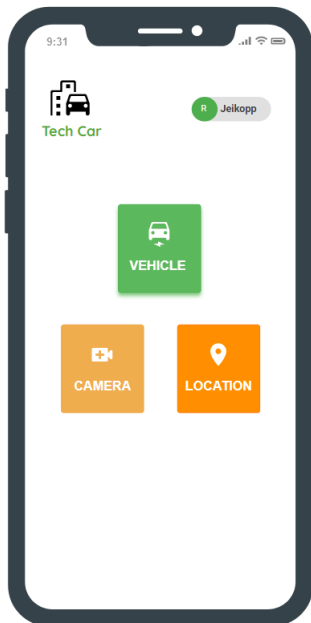 9:31
Tech Car
R Jeikopp
VEHICLE
CAMERA
LOCATION